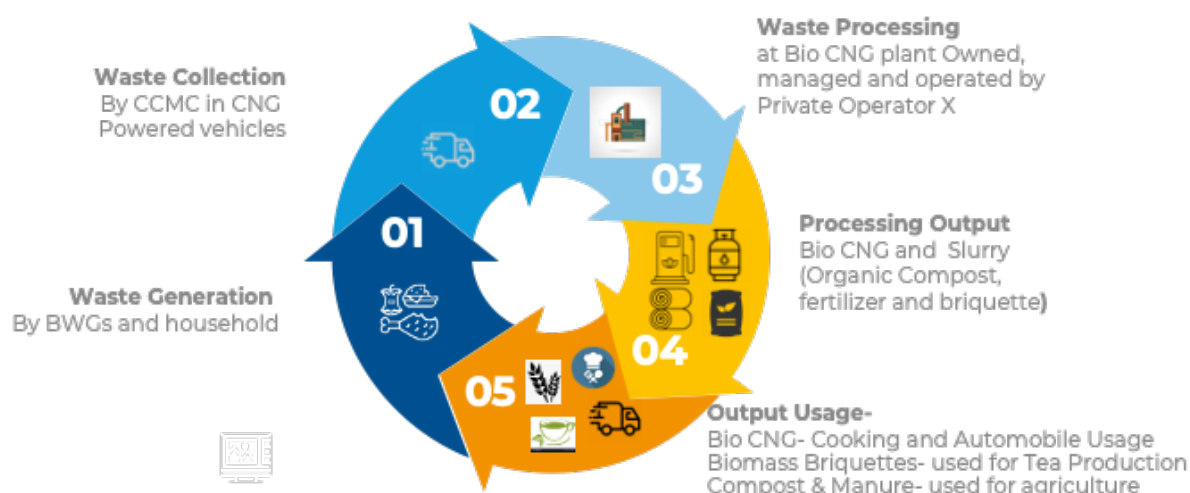 Waste Generation
By BWGs and household
01
Waste Collection
By CCMC in CNG
Powered vehicles
02
Waste Processing
at Bio CNG plant Owned,
managed and operated by
Private Operator X
03
Processing Output
Bio CNG and Slurry
(Organic Compost,
fertilizer and briquette)
04
Output Usage-
Bio CNG- Cooking and Automobile Usage
Biomass Briquettes- used for Tea Production
Compost & Manure- used for agriculture
05